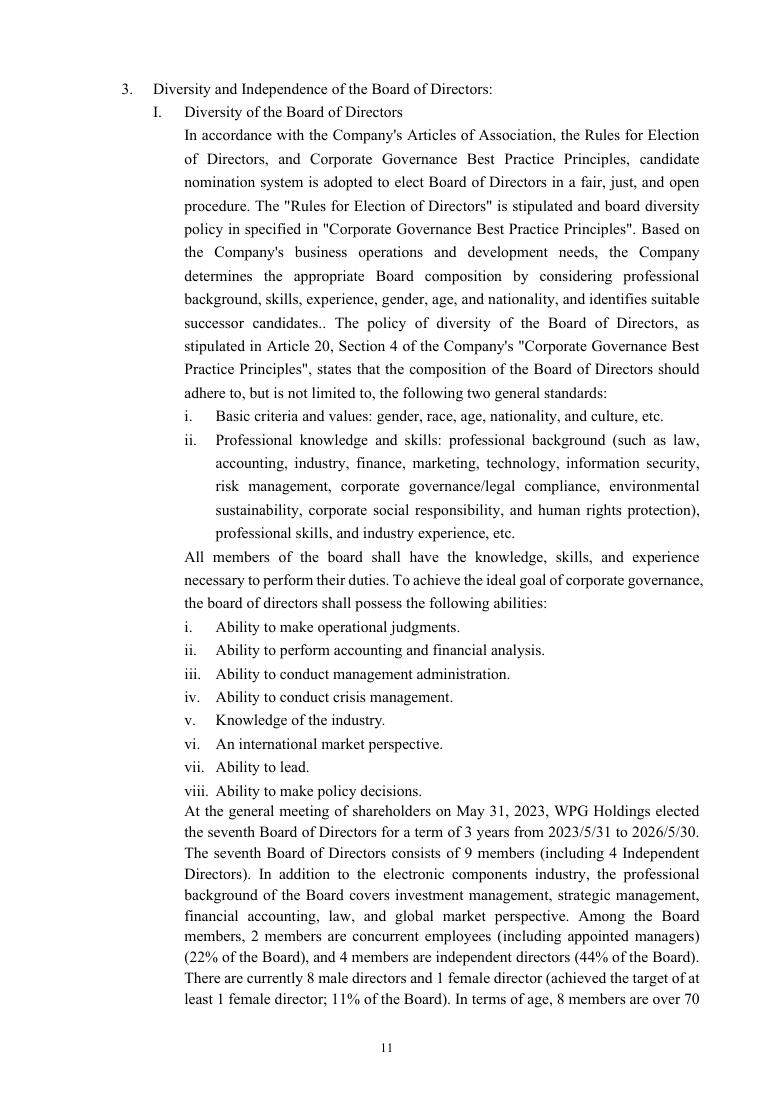 3. Diversity and Independence of the Board of Directors:
I. Diversity of the Board of Directors
In accordance with the Company's Articles of Association, the Rules for Election
of Directors, and Corporate Governance Best Practice Principles, candidate
nomination system is adopted to elect Board of Directors in a fair, just, and open
procedure. The "Rules for Election of Directors" is stipulated and board diversity
policy in specified in "Corporate Governance Best Practice Principles". Based on
the Company's business operations and development needs, the Company
determines the appropriate Board composition by considering professional
background, skills, experience, gender, age, and nationality, and identifies suitable
successor candidates.. The policy of diversity of the Board of Directors, as
stipulated in Article 20, Section 4 of the Company's "Corporate Governance Best
Practice Principles", states that the composition of the Board of Directors should
adhere to, but is not limited to, the following two general standards:
i. Basic criteria and values: gender, race, age, nationality, and culture, etc.
ii. Professional knowledge and skills: professional background (such as law,
accounting, industry, finance, marketing, technology, information security,
risk management, corporate governance/legal compliance, environmental
sustainability, corporate social responsibility, and human rights protection),
professional skills, and industry experience, etc.
All members of the board shall have the knowledge, skills, and experience
necessary to perform their duties. To achieve the ideal goal of corporate governance,
the board of directors shall possess the following abilities:
i. Ability to make operational judgments.
ii. Ability to perform accounting and financial analysis.
iii. Ability to conduct management administration.
iv. Ability to conduct crisis management.
v. Knowledge of the industry.
vi. An international market perspective.
vii. Ability to lead.
viii. Ability to make policy decisions.
At the general meeting of shareholders on May 31, 2023, WPG Holdings elected
the seventh Board of Directors for a term of 3 years from 2023/5/31 to 2026/5/30.
The seventh Board of Directors consists of 9 members (including 4 Independent
Directors). In addition to the electronic components industry, the professional
background of the Board covers investment management, strategic management,
financial accounting, law, and global market perspective. Among the Board
members, 2 members are concurrent employees (including appointed managers)
(22% of the Board), and 4 members are independent directors (44% of the Board).
There are currently 8 male directors and 1 female director (achieved the target of at
least 1 female director; 11% of the Board). In terms of age, 8 members are over 70
11